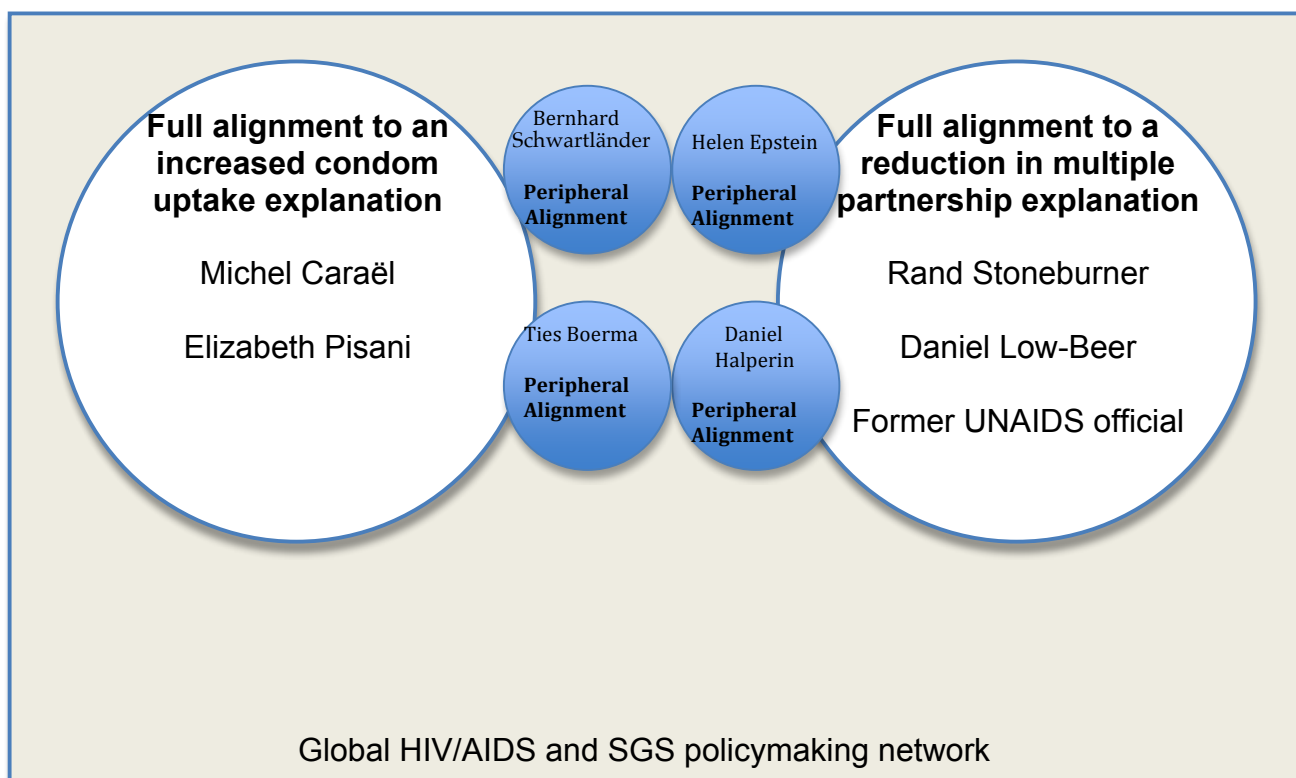 Full alignment to an
increased condom
uptake explanation
Michel Caraël
Elizabeth Pisani
Bernhard
Schwartländer
Peripheral
Alignment
Helen Epstein
Peripheral
Alignment
Ties Boerma
Peripheral
Alignment
Daniel
Halperin
Peripheral
Alignment
Full alignment to a
reduction in multiple
partnership explanation
Rand Stoneburner
Daniel Low-Beer
Former UNAIDS official
Global HIV/AIDS and SGS policymaking network